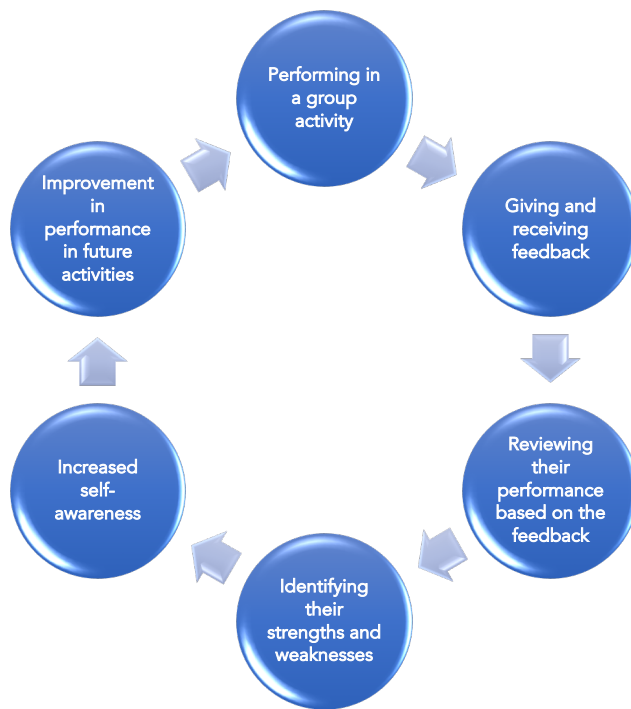 Performing in
a group
activity
Giving and
receiving
feedback
Reviewing
their
performance
based on the
feedback
Identifying
their
strengths and
weaknesses
Increased
self-
awareness
Improvement
in
performance
in future
activities